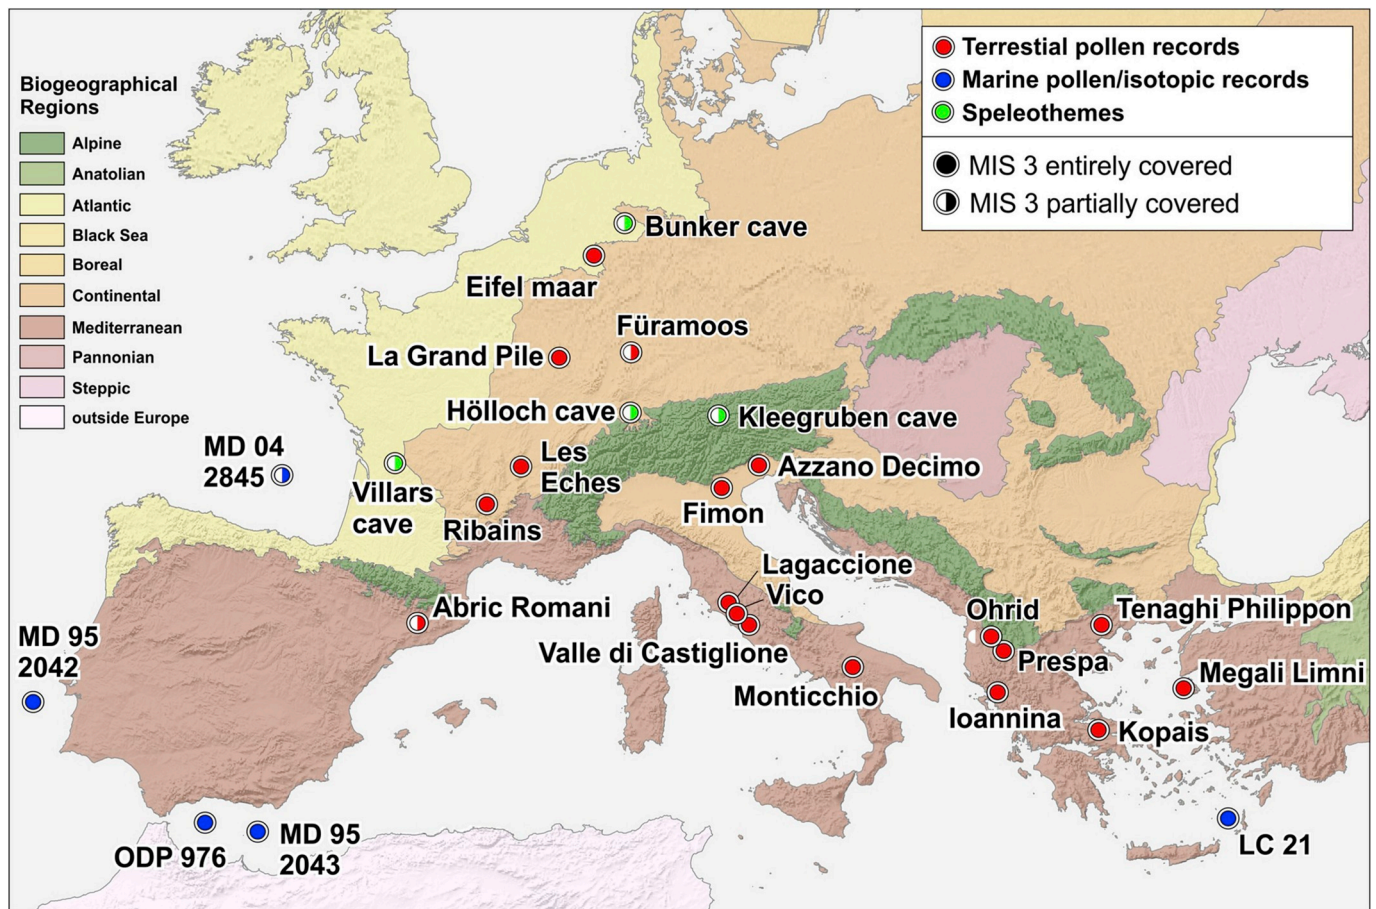 Terrestial pollen records
Marine pollen/isotopic records
Speleothemes
MIS 3 entirely covered
MIS 3 partially covered
Biogeographical
Regions
Alpine
Anatolian
Atlantic
Black Sea
Boreal
Continental
Mediterranean
Pannonian
Steppic
outside Europe
Bunker cave
Eifel maar
Füramoos
La Grand Pile
Hölloch cave
Kleegruben cave
MD 04
2845
Villars
cave
Les
Eches
Ribains
Azzano Decimo
Fimon
Lagaccione
Vico
Valle di Castiglione
Monticchio
Abric Romani
MD 95
2042
Ohrid
Prespa
Tenaghi Philippon
Megali Limni
Ioannina
Kopais
ODP 976
MD 95
2043
LC 21